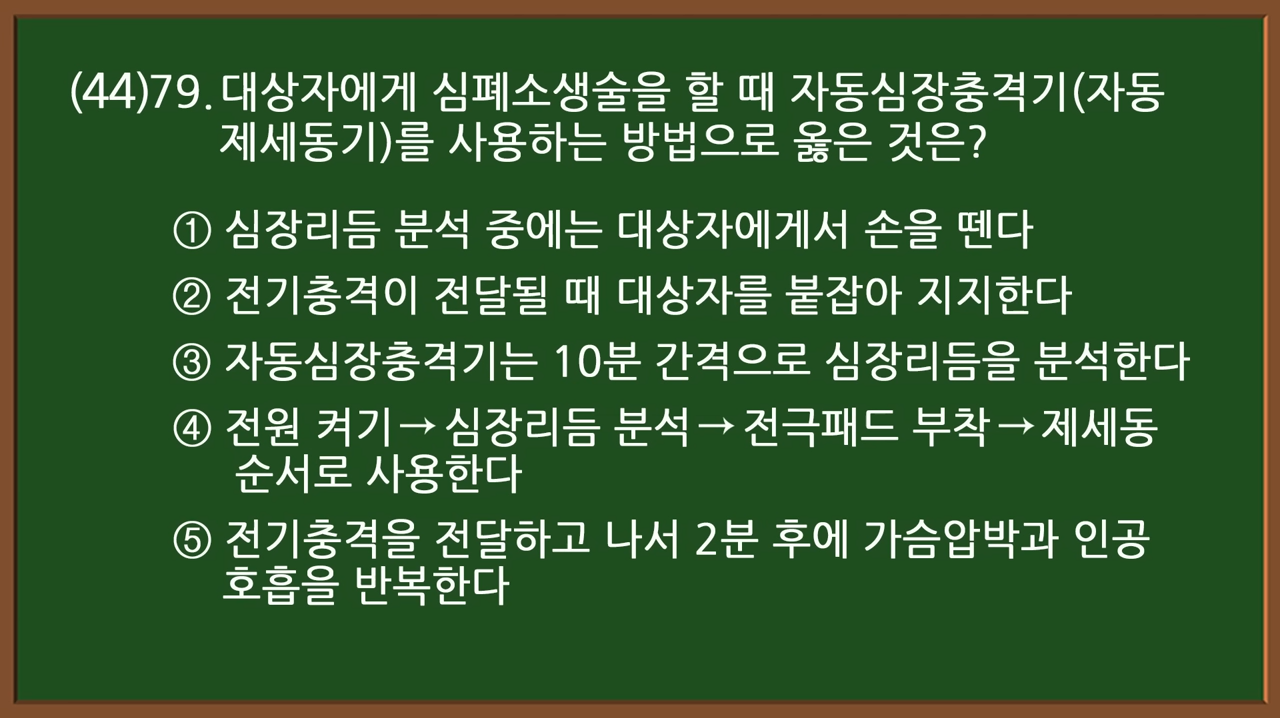 (44)79. 대상자에게 심폐소생술을 할 때 자동심장충격기(자동
제세동기)를 사용하는 방법으로 옳은 것은?
① 심장리듬 분석 중에는 대상자에게서 손을 뗀다
② 전기충격이 전달될 때 대상자를 붙잡아 지지한다
③ 자동심장충격기는 10분 간격으로 심장리듬을 분석한다
④ 전원 켜기→심장리듬 분석→전극패드 부착→제세동
순서로 사용한다
⑤ 전기충격을 전달하고 나서 2분 후에 가슴압박과 인공
호흡을 반복한다